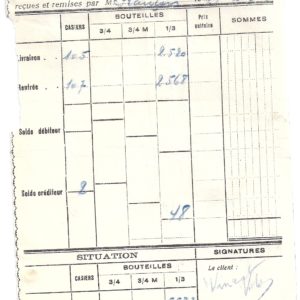 reçues et remises par M
BOUTEILLES
CASIERS 3/4 3/4 M 1/3 Prix unitaire SOMMES
Livraison 105 2520
Rentrée 107 2568
Solde débiteur
Solde créditeur 2 48
SITUATION SIGNATURES
BOUTEILLES
CASIERS 3/4 3/4 M 1/3 Le client :